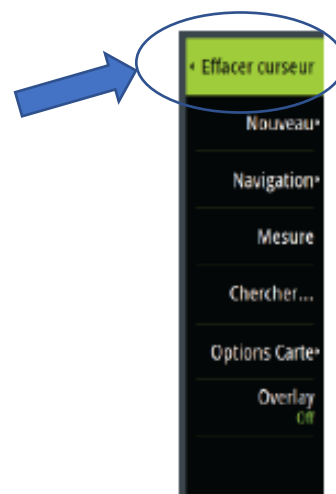 Effacer curseur
Nouveau
Navigation
Mesure
Chercher...
Options Carte
Overlay
Off